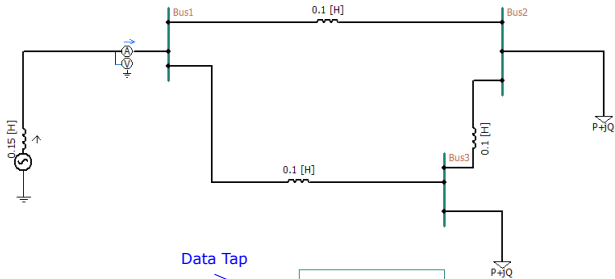 0.1 [H]
Bus1
Bus2
A
V
0.15 [H]
P+jQ
0.1 [H]
Bus3
0.1 [H]
P+jQ
Data Tap